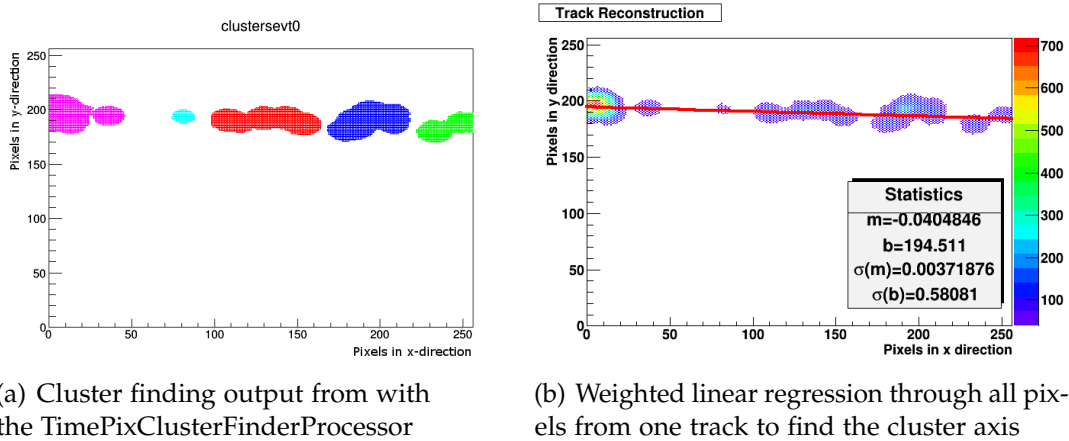 clustersevt0
Pixels in y-direction
250
200
150
100
50
0
0
50
100
150
200
250
Pixels in x-direction
(a) Cluster finding output from with
the TimePixClusterFinderProcessor
Track Reconstruction
Pixels in y direction
250
200
150
100
50
0
0
50
100
150
200
250
Pixels in x direction
700
600
500
400
300
200
100
Statistics
m=-0.0404846
b=194.511
σ(m)=0.00371876
σ(b)=0.58081
(b) Weighted linear regression through all pix-
els from one track to find the cluster axis